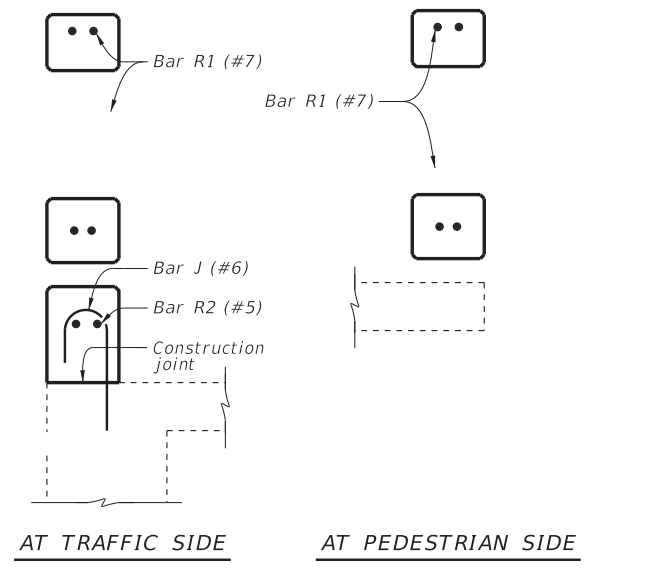 Bar R1 (#7)
Bar R1 (#7)
Bar J (#6)
Bar R2 (#5)
Construction
joint
AT TRAFFIC SIDE
AT PEDESTRIAN SIDE